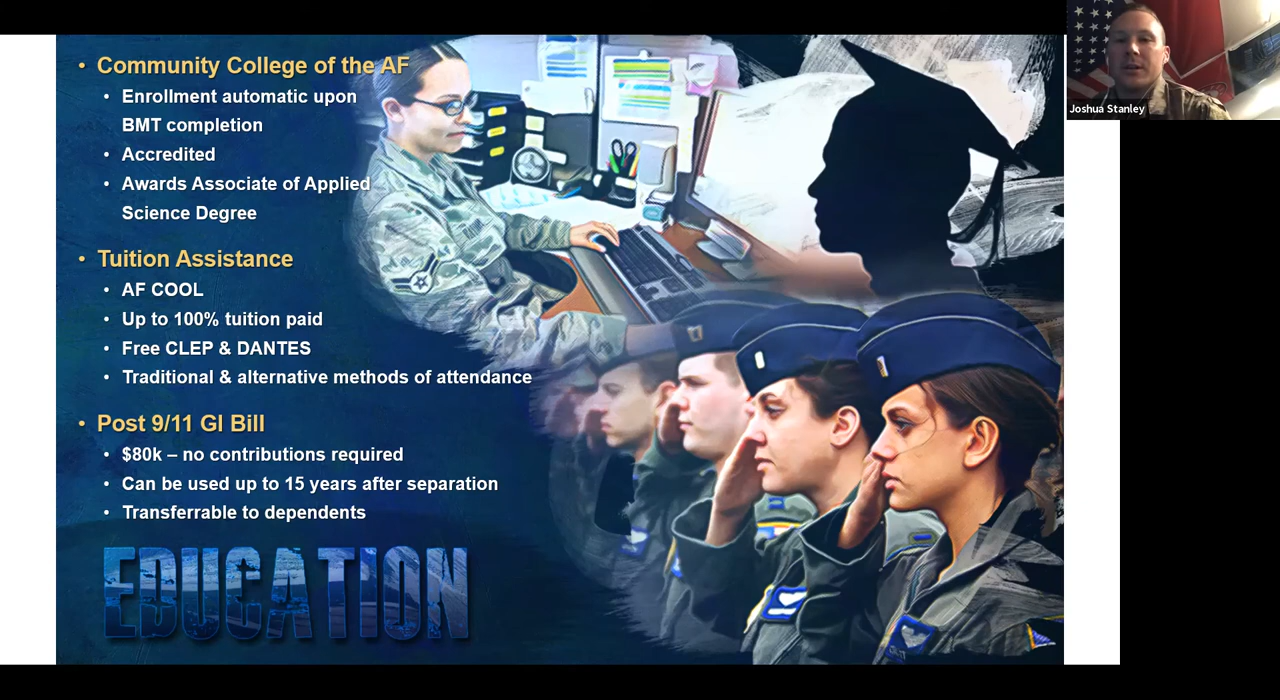 Community College of the AF
Enrollment automatic upon
BMT completion
Accredited
Awards Associate of Applied
Science Degree
Tuition Assistance
AF COOL
Up to 100% tuition paid
Free CLEP & DANTES
Traditional & alternative methods of attendance
Post 9/11 GI Bill
$80k – no contributions required
Can be used up to 15 years after separation
Transferrable to dependents
EDUCATION
Joshua Stanley